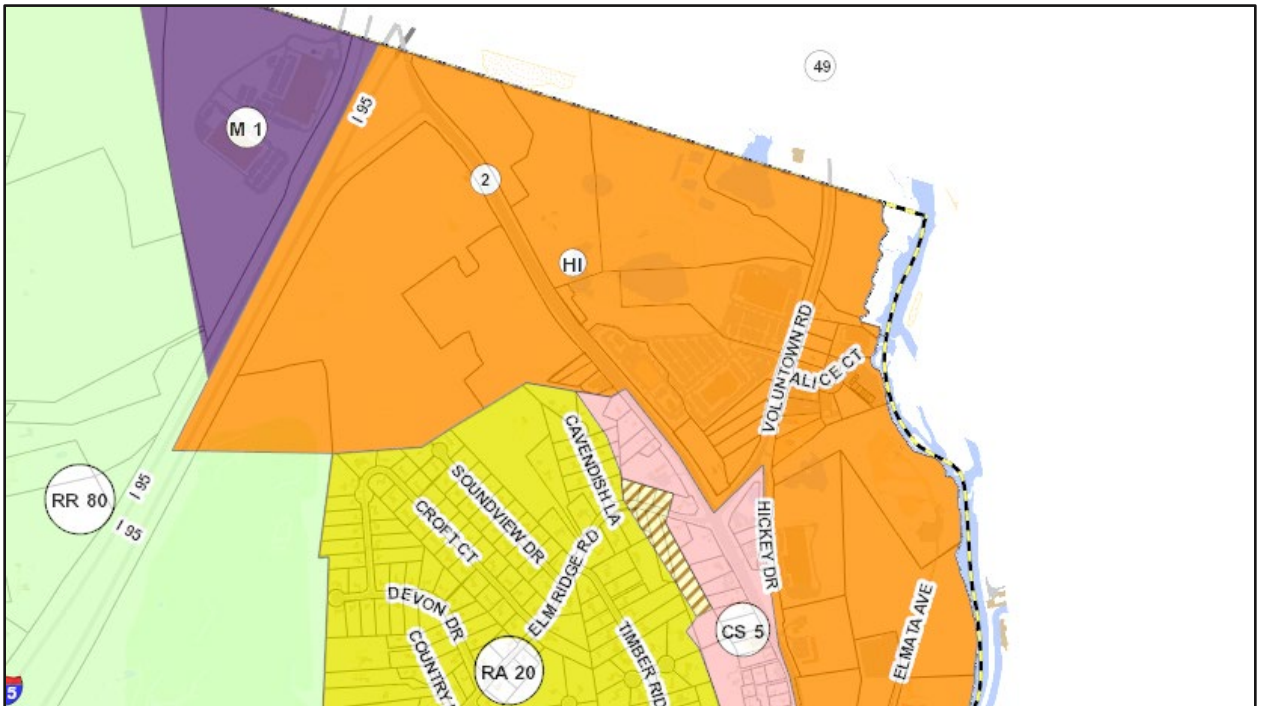 49
I 95
M 1
2
HI
VOLUNTOWN RD
ALICE CT
CAVENDISH LA
RR 80
I 95
I 95
SOUNDVIEW DR
CROFT CT
HICKEY DR
ELM RIDGE RD
DEVON DR
ELMATA AVE
CS 5
TIMBER RID
COUNTRY
RA 20
5